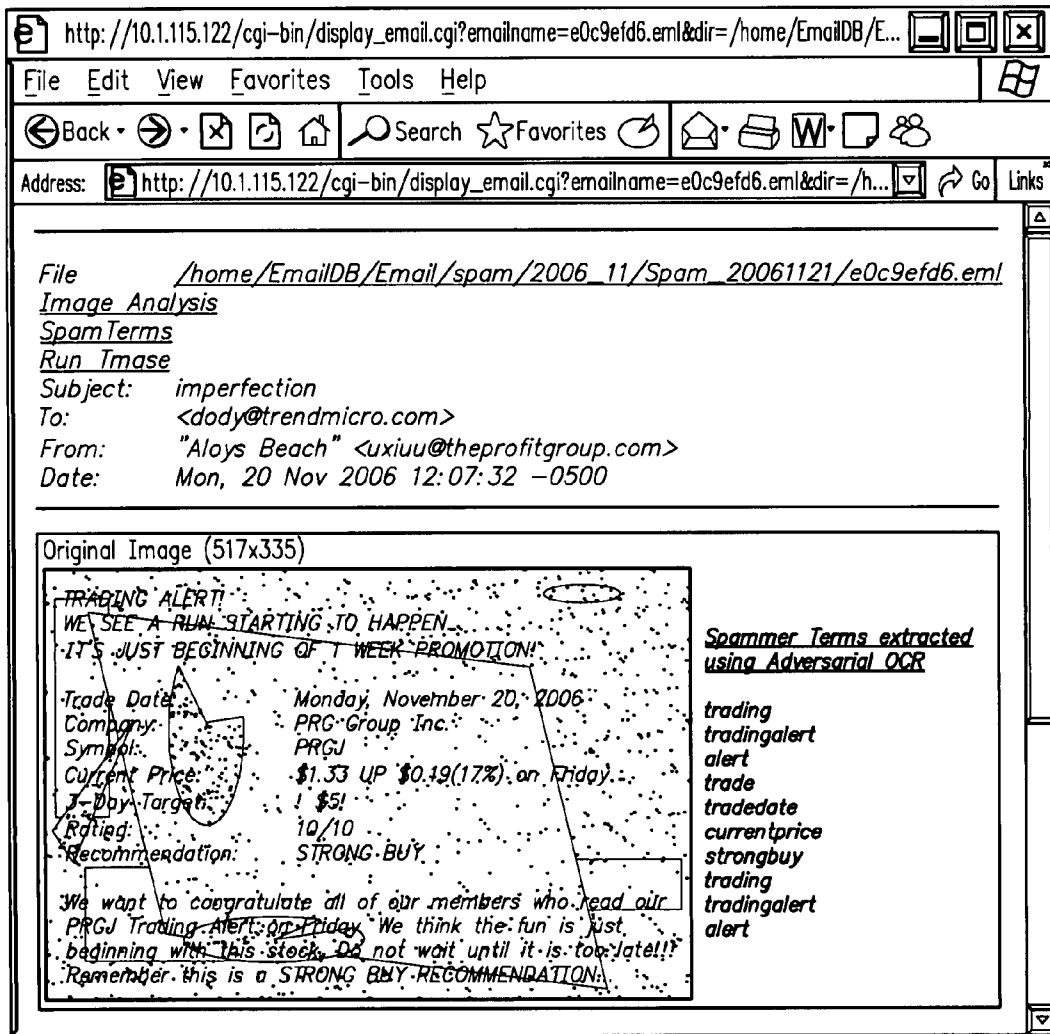 http://10.1.115.122/cgi-bin/display_email.cgi?emailname=e0c9efd6.eml&dir=/home/EmailDB/E...
File Edit View Favorites Tools Help
Back Search Favorites W
Address: http://10.1.115.122/cgi-bin/display_email.cgi?emailname=e0c9efd6.eml&dir=/h... Go Links
File /home/EmailDB/Email/spam/2006_11/Spam_20061121/e0c9efd6.eml
Image Analysis
SpamTerms
Run Tmase
Subject: imperfection
To: <dody@trendmicro.com>
From: "Aloys Beach" <uxiuu@theprofitgroup.com>
Date: Mon, 20 Nov 2006 12:07:32 -0500
Original Image (517x335)
TRADING ALERT!
WE SEE A RUN STARTING TO HAPPEN
IT'S JUST BEGINNING OF 1 WEEK PROMOTION!
Trade Date: Monday, November 20, 2006
Company: PRG Group Inc.
Symbol: PRGJ
Current Price: $1.33 UP $0.19(17%) on Friday
3-Day Target: ! $5!
Rating: 10/10
Recommendation: STRONG BUY
We want to congratulate all of our members who read our
PRGJ Trading Alert on Friday. We think the fun is just
beginning with this stock. Do not wait until it is too late!!!
Remember this is a STRONG BUY RECOMMENDATION.
Spammer Terms extracted
using Adversarial OCR
trading
tradingalert
alert
trade
tradedate
currentprice
strongbuy
trading
tradingalert
alert